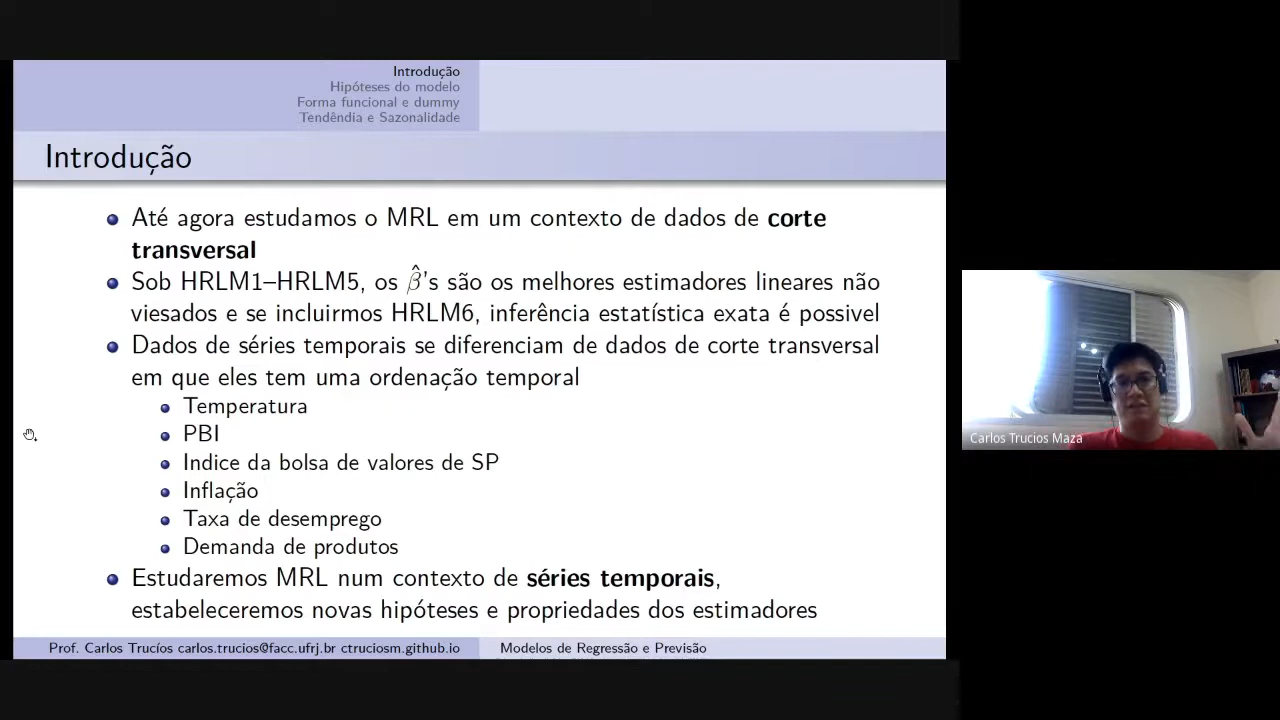 Introdução
Hipóteses do modelo
Forma funcional e dummy
Tendêndia e Sazonalidade
Introdução
Até agora estudamos o MRL em um contexto de dados de corte
transversal
Sob HRLM1–HRLM5, os β̂'s são os melhores estimadores lineares não
viesados e se incluirmos HRLM6, inferência estatística exata é possivel
Dados de séries temporais se diferenciam de dados de corte transversal
em que eles tem uma ordenação temporal
Temperatura
PBI
Indice da bolsa de valores de SP
Inflação
Taxa de desemprego
Demanda de produtos
Estudaremos MRL num contexto de séries temporais,
estabeleceremos novas hipóteses e propriedades dos estimadores
Prof. Carlos Trucíos carlos.trucios@facc.ufrj.br ctruciosm.github.io
Modelos de Regressão e Previsão
Carlos Trucios Maza